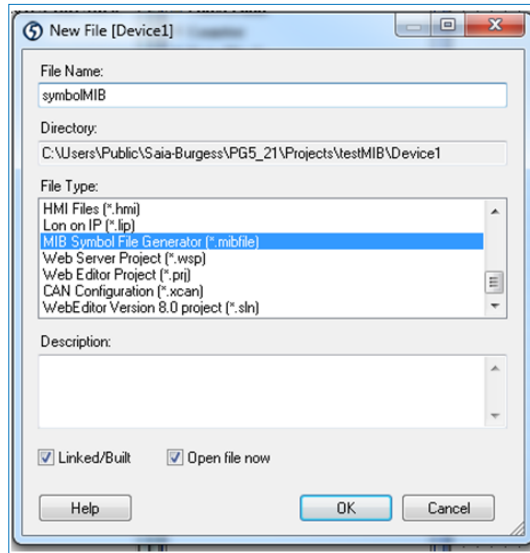 New File [Device1]
File Name:
symbolMIB
Directory:
C:\Users\Public\Saia-Burgess\PG5_21\Projects\testMIB\Device1
File Type:
HMI Files (*.hmi)
Lon on IP (*.lip)
MIB Symbol File Generator (*.mibfile)
Web Server Project (*.wsp)
Web Editor Project (*.prj)
CAN Configuration (*.xcan)
WebEditor Version 8.0 project (*.sln)
Description:
Linked/Built Open file now
Help OK Cancel